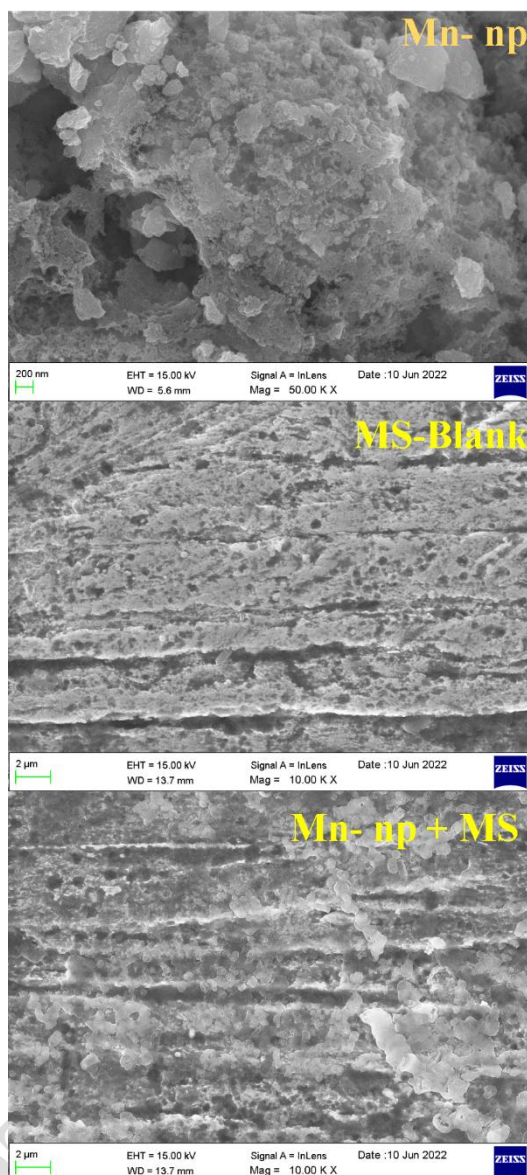 Mn- np
200 nm EHT = 15.00 kV Signal A = InLens Date :10 Jun 2022
WD = 5.6 mm Mag = 50.00 K X ZEISS
MS-Blank
2 µm EHT = 15.00 kV Signal A = InLens Date :10 Jun 2022
WD = 13.7 mm Mag = 10.00 K X ZEISS
Mn- np + MS
2 µm EHT = 15.00 kV Signal A = InLens Date :10 Jun 2022
WD = 13.7 mm Mag = 10.00 K X ZEISS